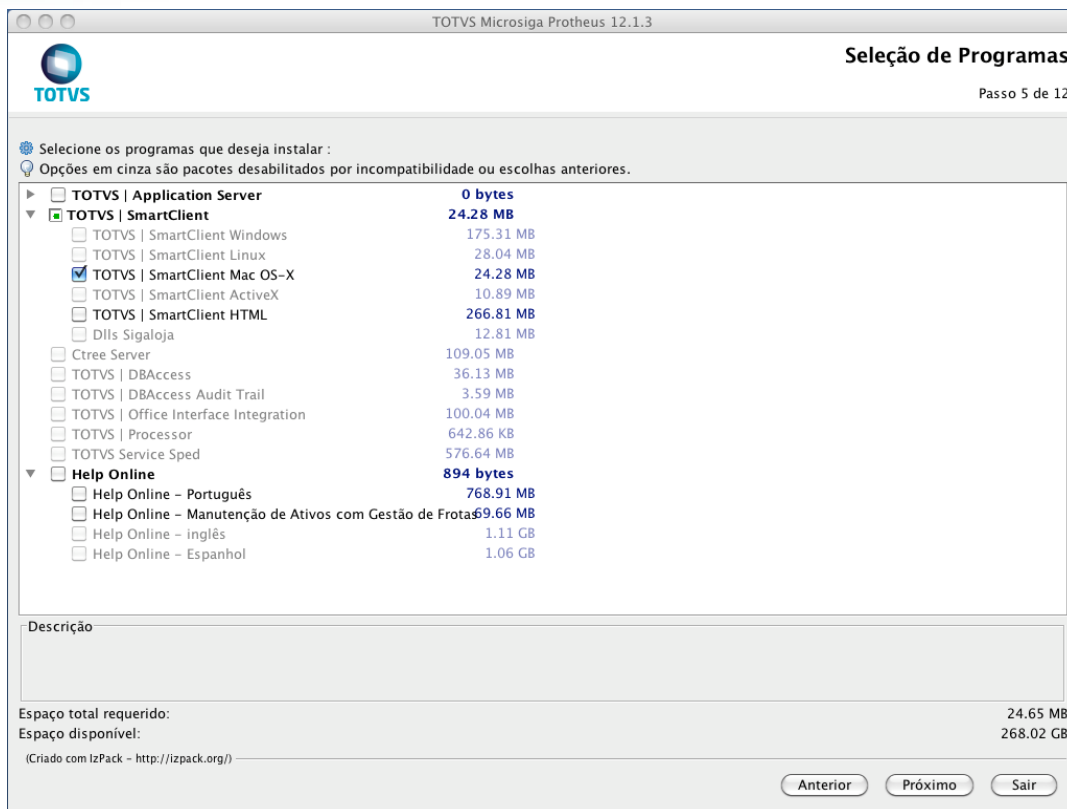 TOTVS Microsiga Protheus 12.1.3
TOTVS
Seleção de Programas
Passo 5 de 12
Selecione os programas que deseja instalar :
Opções em cinza são pacotes desabilitados por incompatibilidade ou escolhas anteriores.
TOTVS | Application Server 0 bytes
TOTVS | SmartClient 24.28 MB
TOTVS | SmartClient Windows 175.31 MB
TOTVS | SmartClient Linux 28.04 MB
TOTVS | SmartClient Mac OS-X 24.28 MB
TOTVS | SmartClient ActiveX 10.89 MB
TOTVS | SmartClient HTML 266.81 MB
Dlls Sigaloja 12.81 MB
Ctree Server 109.05 MB
TOTVS | DBAccess 36.13 MB
TOTVS | DBAccess Audit Trail 3.59 MB
TOTVS | Office Interface Integration 100.04 MB
TOTVS | Processor 642.86 KB
TOTVS Service Sped 576.64 MB
Help Online 894 bytes
Help Online - Português 768.91 MB
Help Online - Manutenção de Ativos com Gestão de Frotas 69.66 MB
Help Online - inglês 1.11 GB
Help Online - Espanhol 1.06 GB
Descrição
Espaço total requerido: 24.65 MB
Espaço disponível: 268.02 GB
(Criado com IzPack - http://izpack.org/)
Anterior Próximo Sair